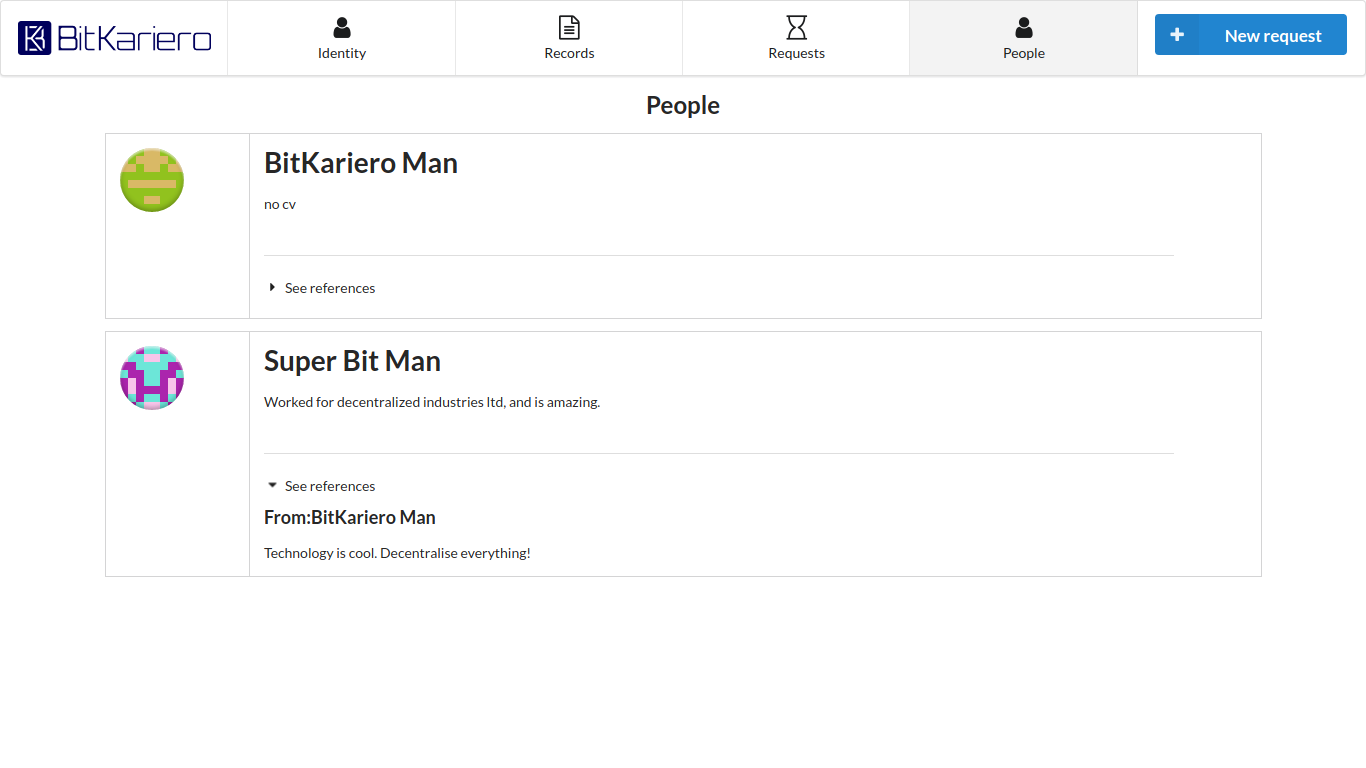 BitKariero
Identity
Records
Requests
People
New request
People
BitKariero Man
no cv
See references
Super Bit Man
Worked for decentralized industries ltd, and is amazing.
See references
From:BitKariero Man
Technology is cool. Decentralise everything!